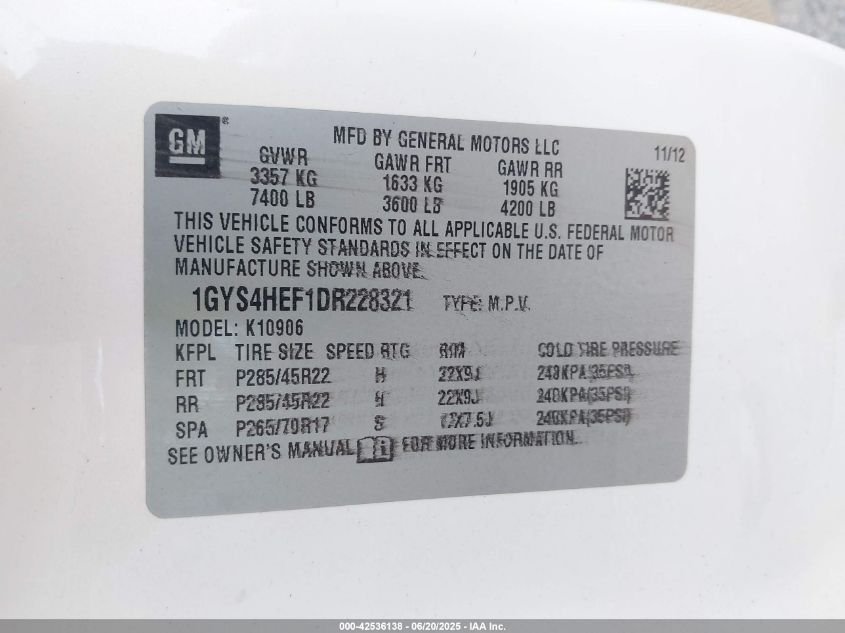 GM®
MFD BY GENERAL MOTORS LLC
11/12
GVWR GAWR FRT GAWR RR
3357 KG 1633 KG 1905 KG
7400 LB 3600 LB 4200 LB
THIS VEHICLE CONFORMS TO ALL APPLICABLE U.S. FEDERAL MOTOR
VEHICLE SAFETY STANDARDS IN EFFECT ON THE DATE OF
MANUFACTURE SHOWN ABOVE.
1GYS4HEF1DR228321 TYPE: M.P.V.
MODEL: K10906
KFPL TIRE SIZE SPEED RTG RIM COLD TIRE PRESSURE
FRT P285/45R22 H 22X9J 240KPA(35PSI)
RR P285/45R22 H 22X9J 240KPA(35PSI)
SPA P265/70R17 S 17X7.5J 240KPA(35PSI)
SEE OWNER'S MANUAL FOR MORE INFORMATION.
000-42536138 - 06/20/2025 - IAA Inc.